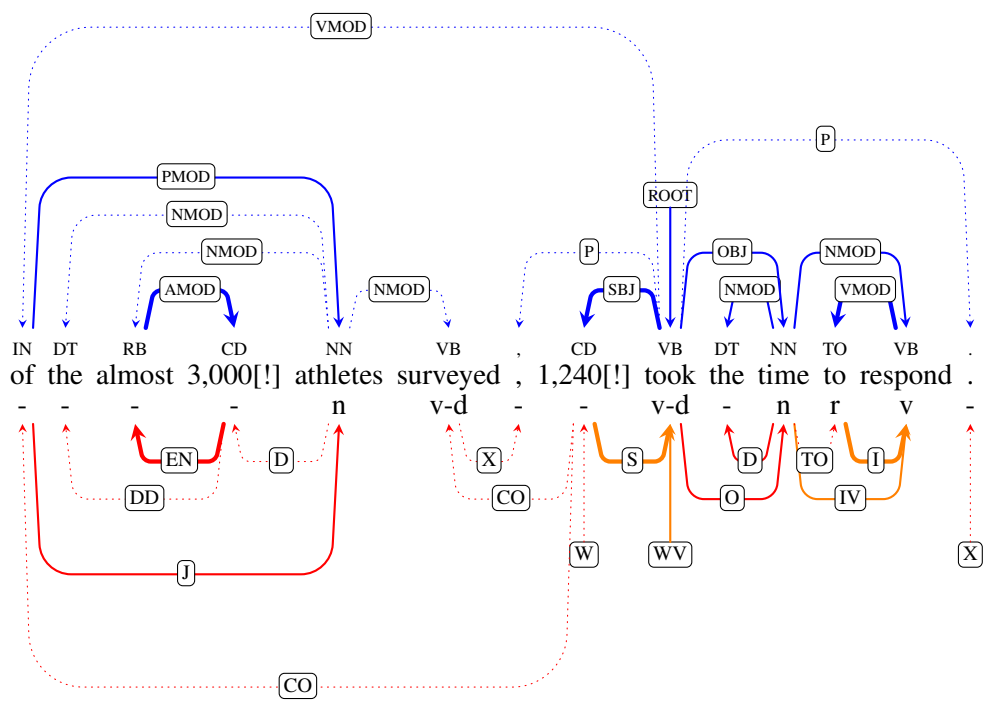 VMOD
P
PMOD
ROOT
NMOD
NMOD P OBJ NMOD
AMOD NMOD SBJ NMOD VMOD
IN DT RB CD NN VB , CD VB DT NN TO VB .
of the almost 3,000[!] athletes surveyed , 1,240[!] took the time to respond .
- - - - n v-d - - v-d - n r v -
EN D X S D TO I
DD CO O IV
W WV X
J
CO